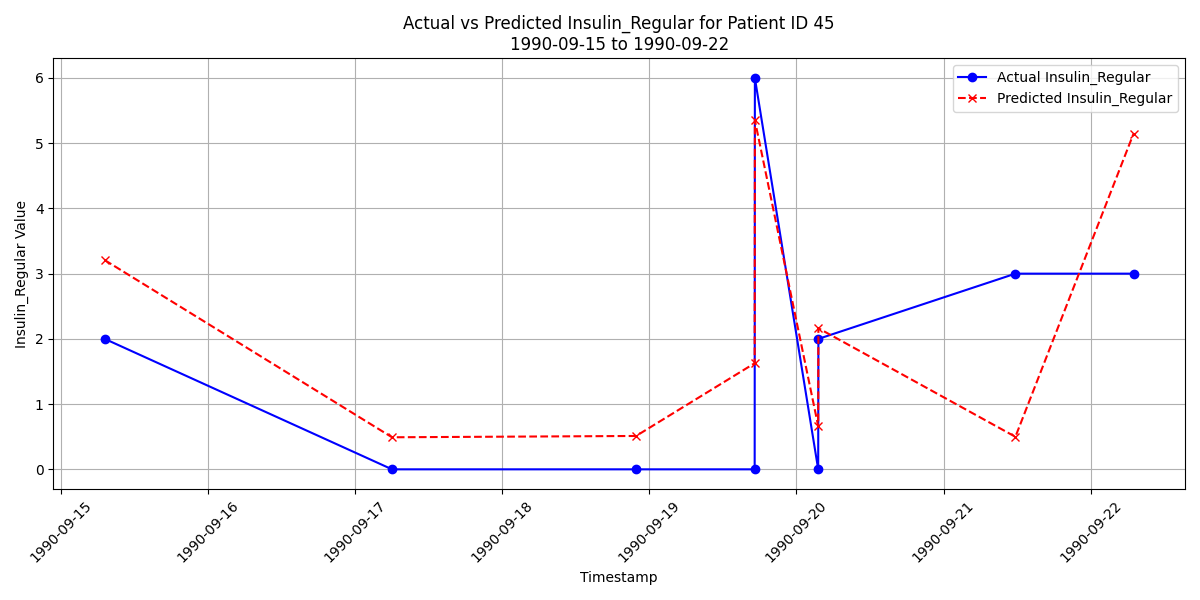 Actual vs Predicted Insulin_Regular for Patient ID 45
1990-09-15 to 1990-09-22
Actual Insulin_Regular
Predicted Insulin_Regular
Insulin_Regular Value
6
5
4
3
2
1
0
1990-09-15
1990-09-16
1990-09-17
1990-09-18
1990-09-19
1990-09-20
1990-09-21
1990-09-22
Timestamp